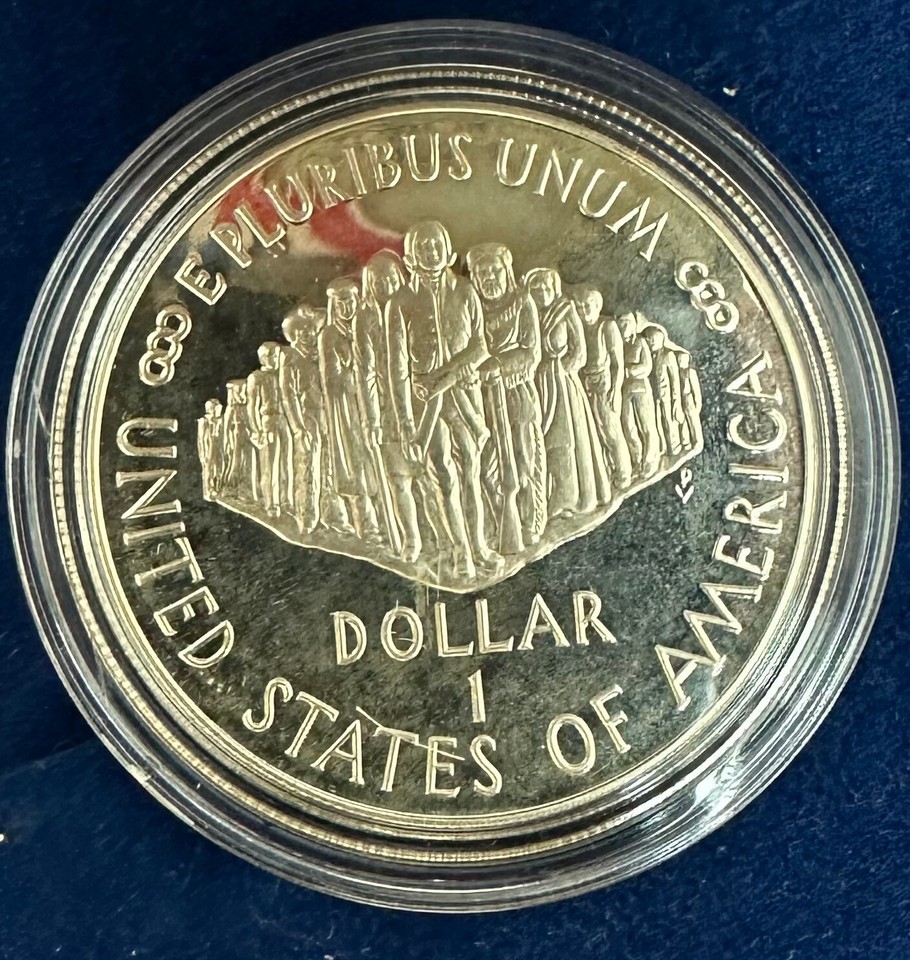 E PLURIBUS UNUM
DOLLAR
1
UNITED STATES OF AMERICA